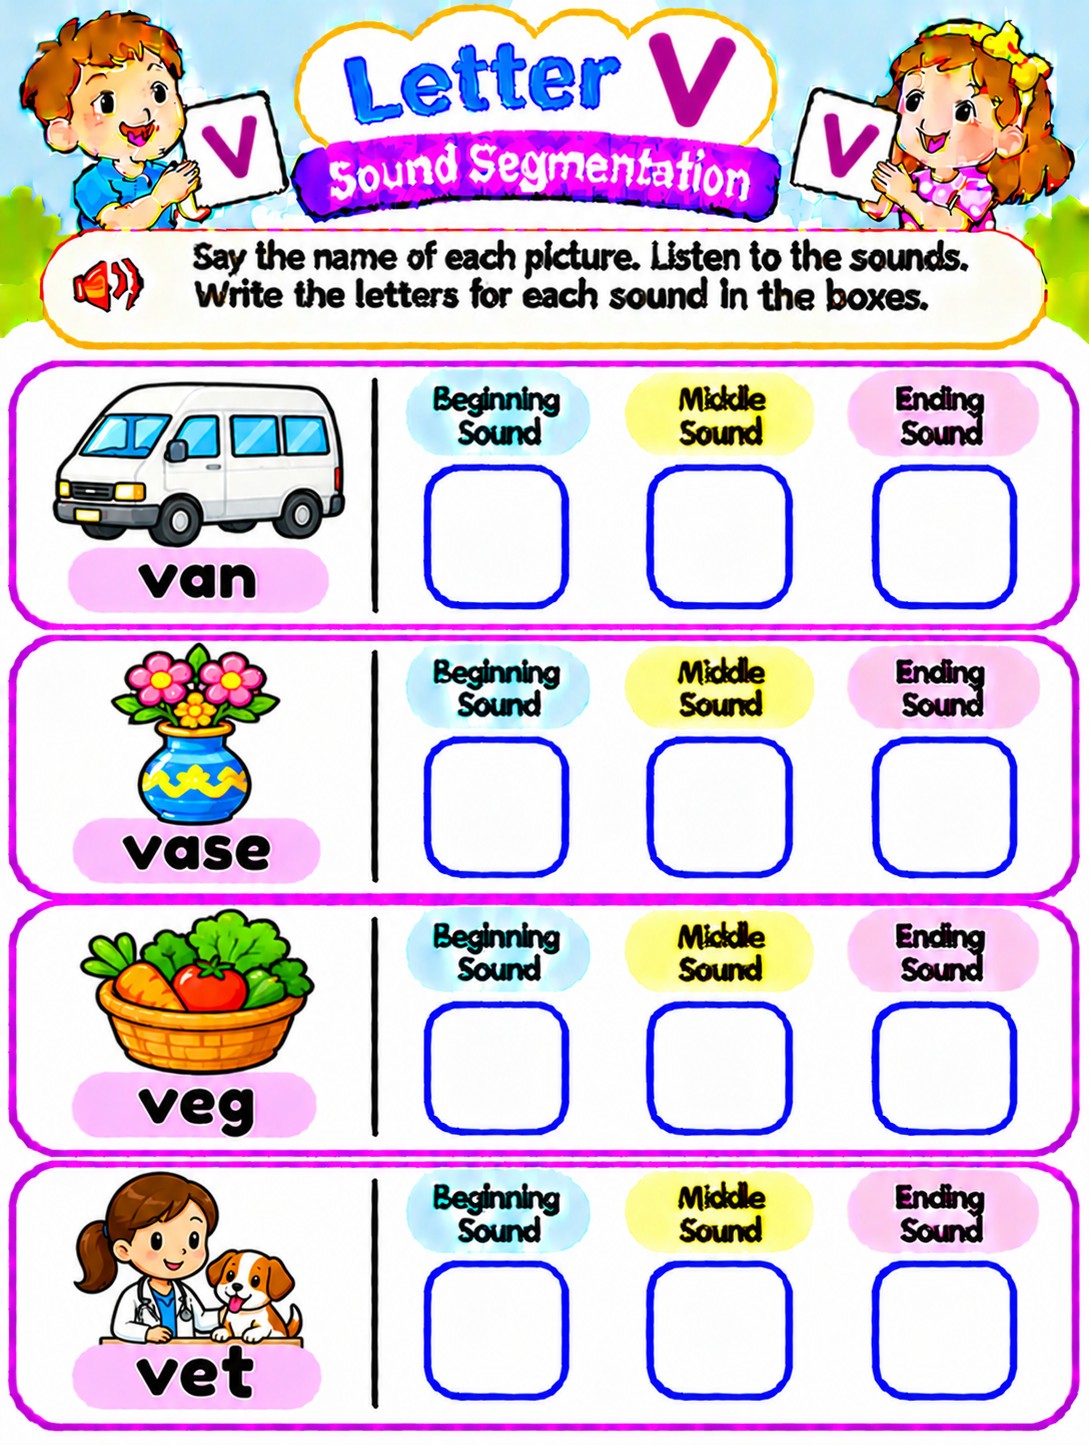 Letter V
Sound Segmentation
V
V
Say the name of each picture. Listen to the sounds.
Write the letters for each sound in the boxes.
Beginning Sound
Middle Sound
Ending Sound
van
Beginning Sound
Middle Sound
Ending Sound
vase
Beginning Sound
Middle Sound
Ending Sound
veg
Beginning Sound
Middle Sound
Ending Sound
vet